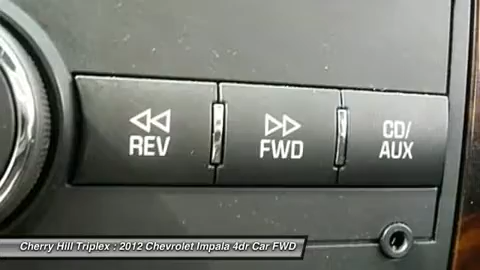 REV
FWD
CD/
AUX
Cherry Hill Triplex : 2012 Chevrolet Impala 4dr Car FWD